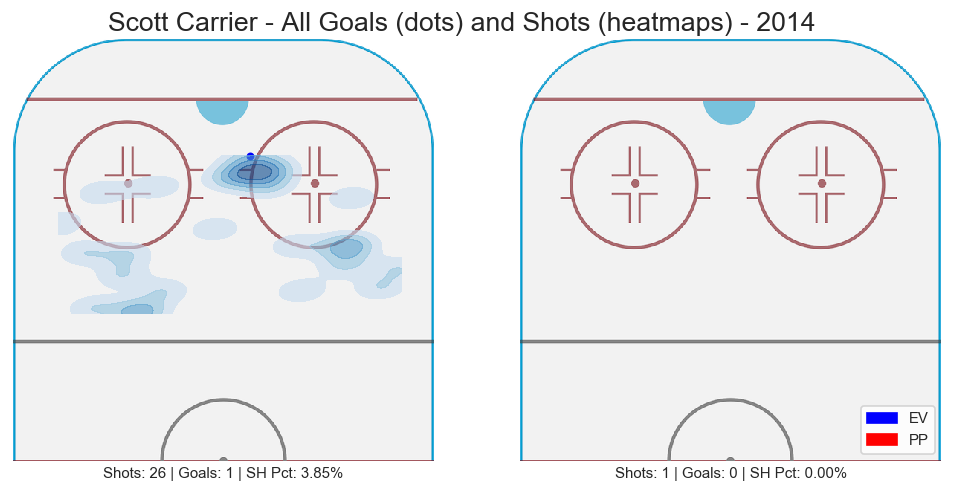 Scott Carrier - All Goals (dots) and Shots (heatmaps) - 2014
EV
PP
Shots: 26 | Goals: 1 | SH Pct: 3.85%
Shots: 1 | Goals: 0 | SH Pct: 0.00%